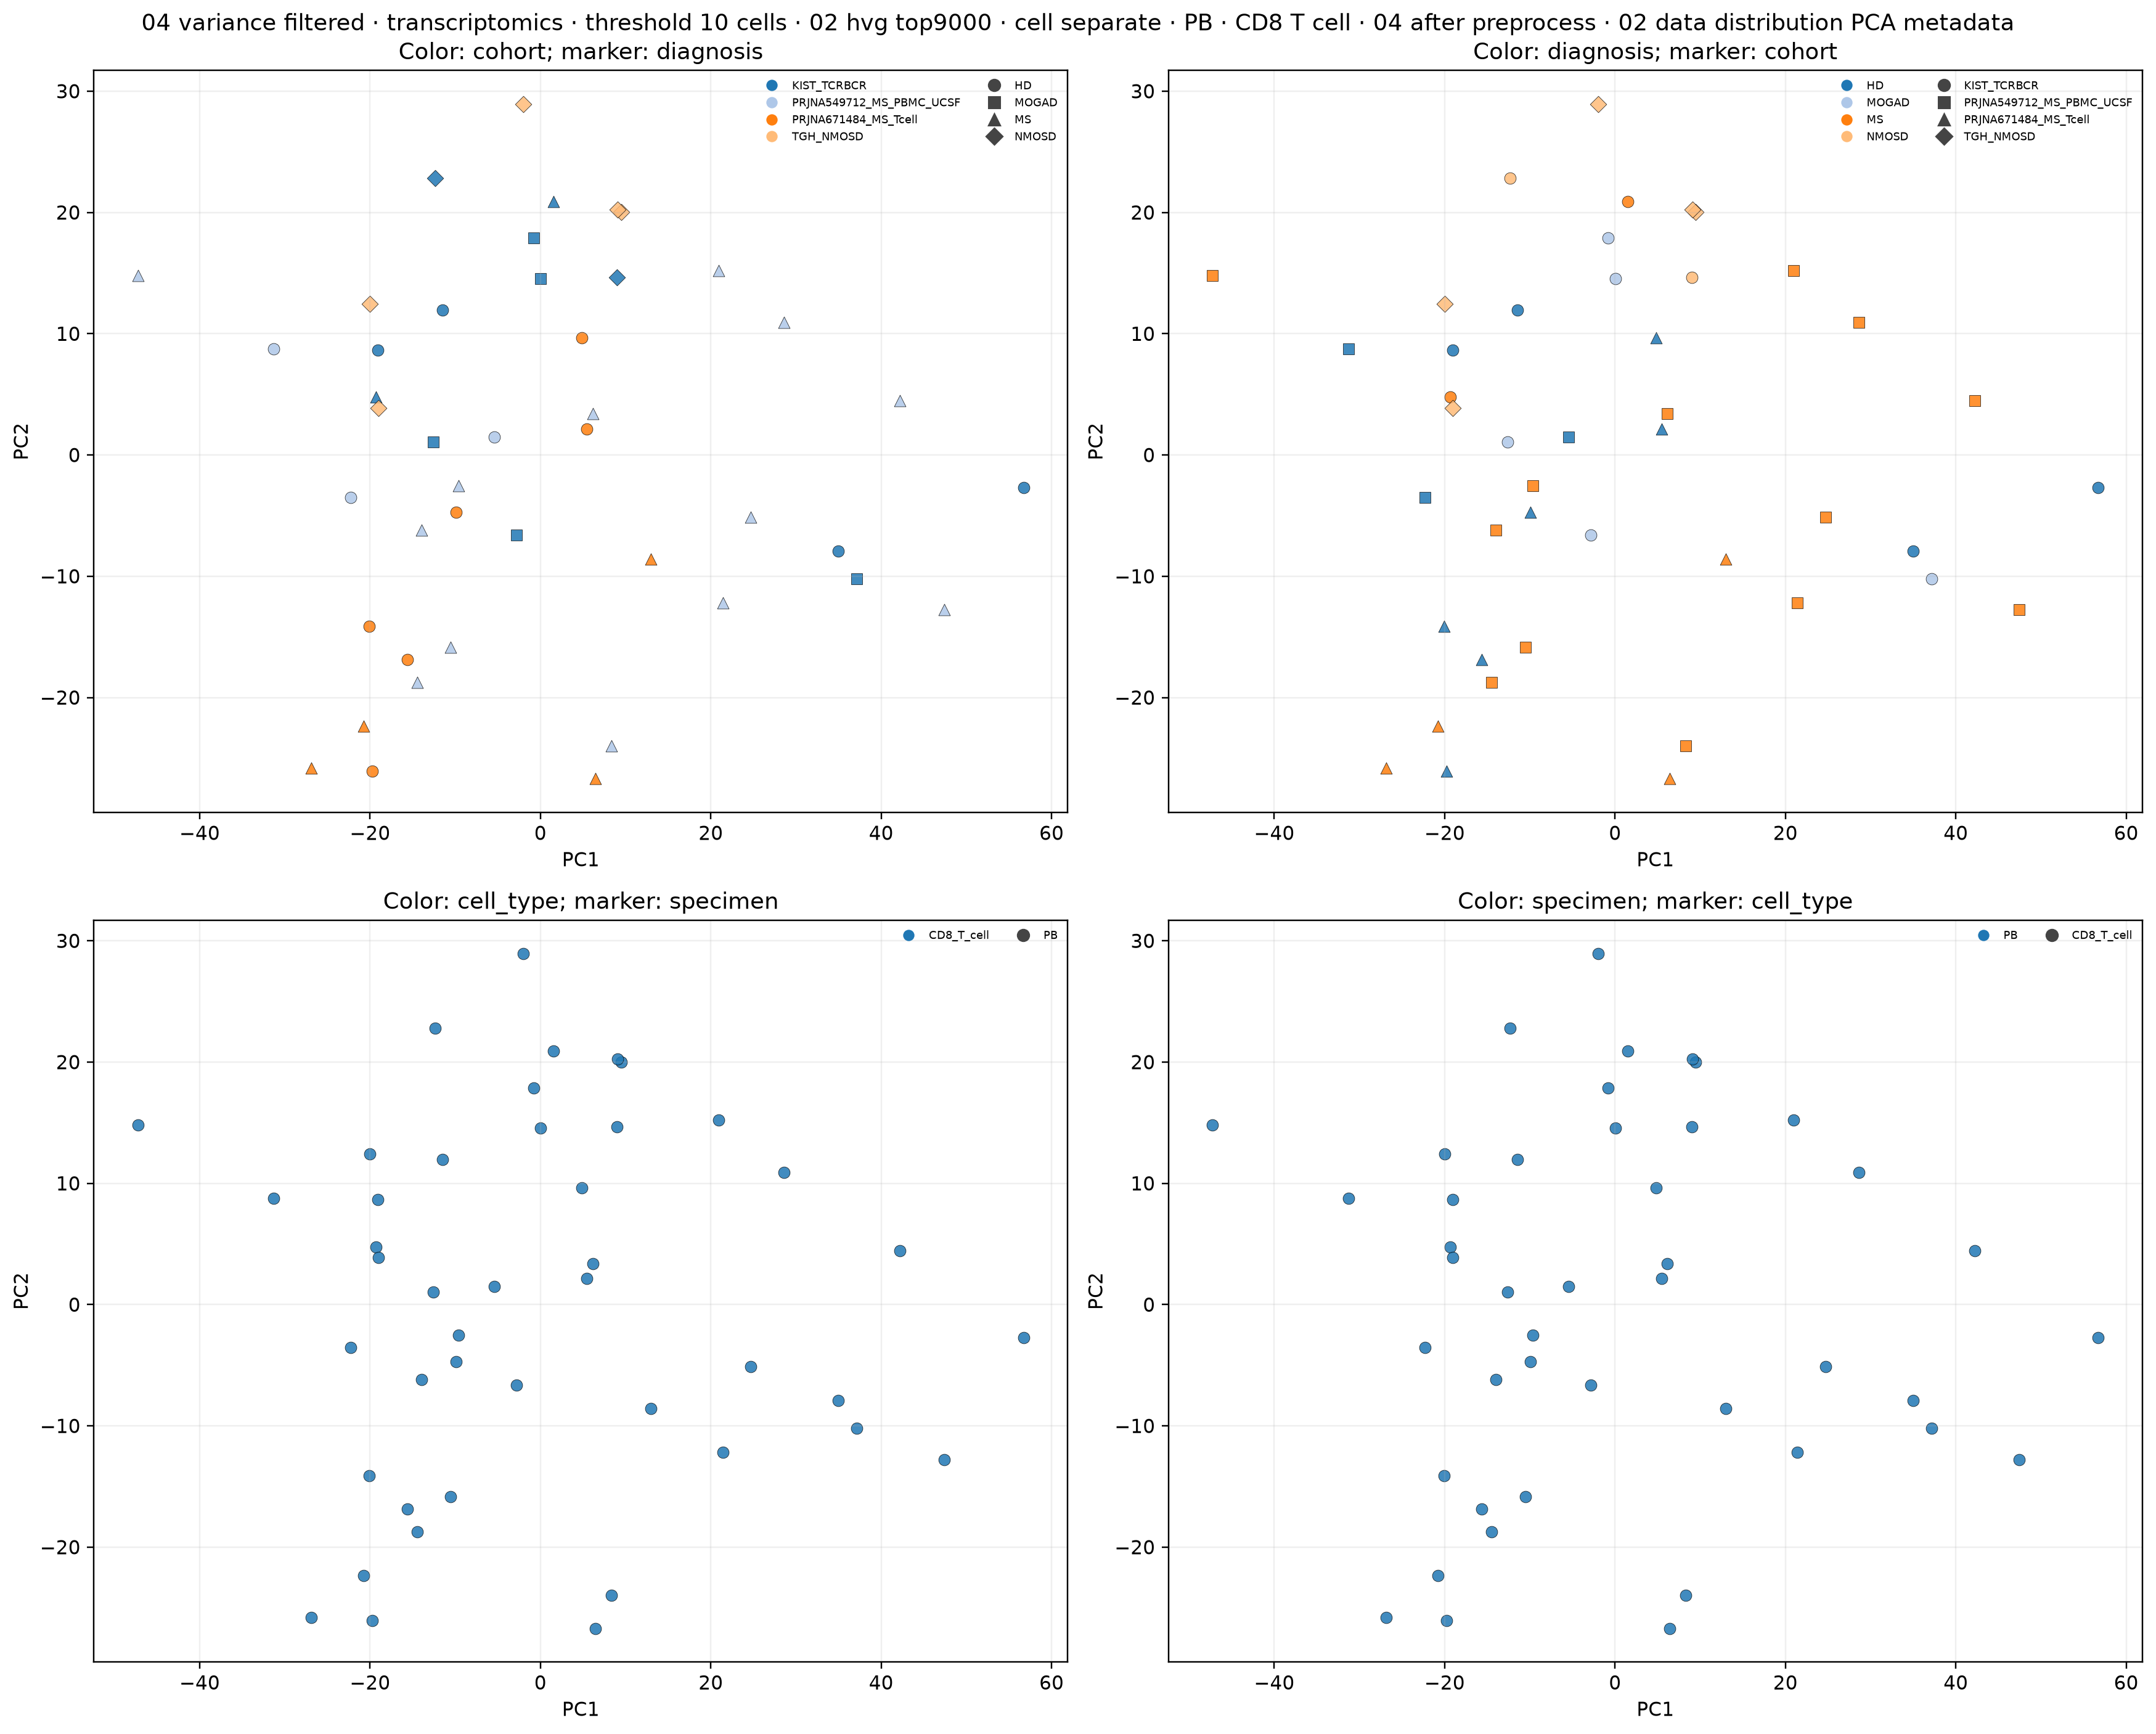 04 variance filtered · transcriptomics · threshold 10 cells · 02 hvg top9000 · cell separate · PB · CD8 T cell · 04 after preprocess · 02 data distribution PCA metadata
Color: cohort; marker: diagnosis
KIST_TCRBCR
PRJNA549712_MS_PBMC_UCSF
PRJNA671484_MS_Tcell
TGH_NMOSD
HD
MOGAD
MS
NMOSD
30
20
10
0
−10
−20
PC2
−40
−20
0
20
40
60
PC1
Color: diagnosis; marker: cohort
HD
MOGAD
MS
NMOSD
KIST_TCRBCR
PRJNA549712_MS_PBMC_UCSF
PRJNA671484_MS_Tcell
TGH_NMOSD
30
20
10
0
−10
−20
PC2
−40
−20
0
20
40
60
PC1
Color: cell_type; marker: specimen
CD8_T_cell
PB
30
20
10
0
−10
−20
PC2
−40
−20
0
20
40
60
PC1
Color: specimen; marker: cell_type
PB
CD8_T_cell
30
20
10
0
−10
−20
PC2
−40
−20
0
20
40
60
PC1